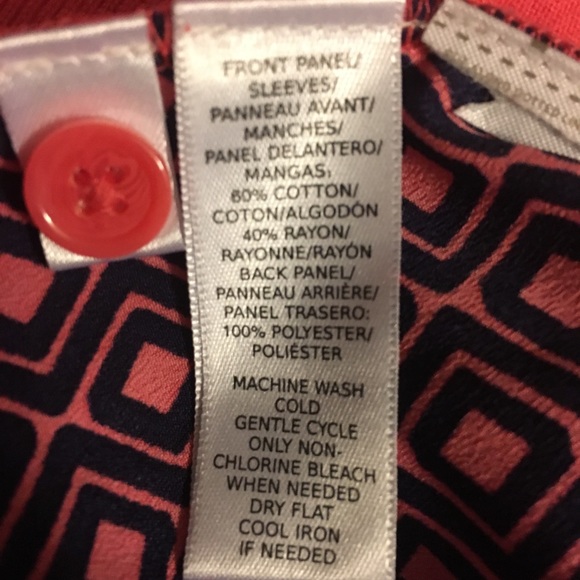 FRONT PANEL/
SLEEVES/
PANNEAU AVANT/
MANCHES/
PANEL DELANTERO/
MANGAS:
60% COTTON/
COTON/ALGODÓN
40% RAYON/
RAYONNE/RAYÓN
BACK PANEL/
PANNEAU ARRIÈRE/
PANEL TRASERO:
100% POLYESTER/
POLIÉSTER
MACHINE WASH
COLD
GENTLE CYCLE
ONLY NON-
CHLORINE BLEACH
WHEN NEEDED
DRY FLAT
COOL IRON
IF NEEDED
DOTTED